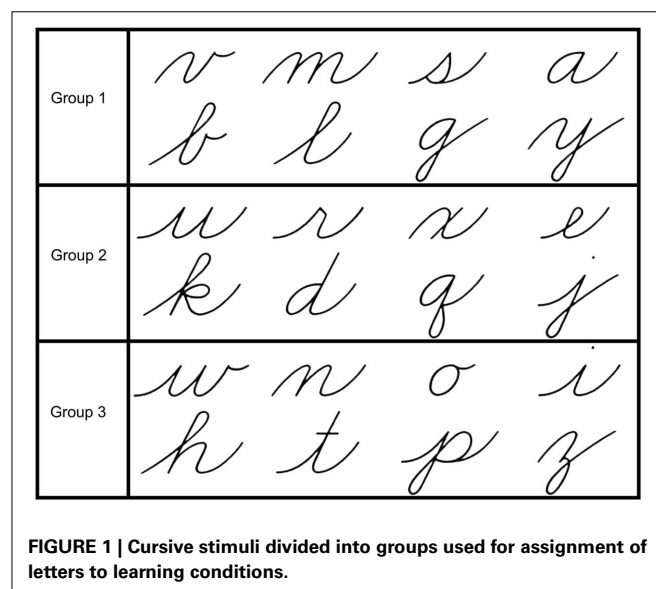 Group 1
v m s a
b l g y
Group 2
u r x e
k d q j
Group 3
w n o i
h t p z
FIGURE 1 | Cursive stimuli divided into groups used for assignment of
letters to learning conditions.